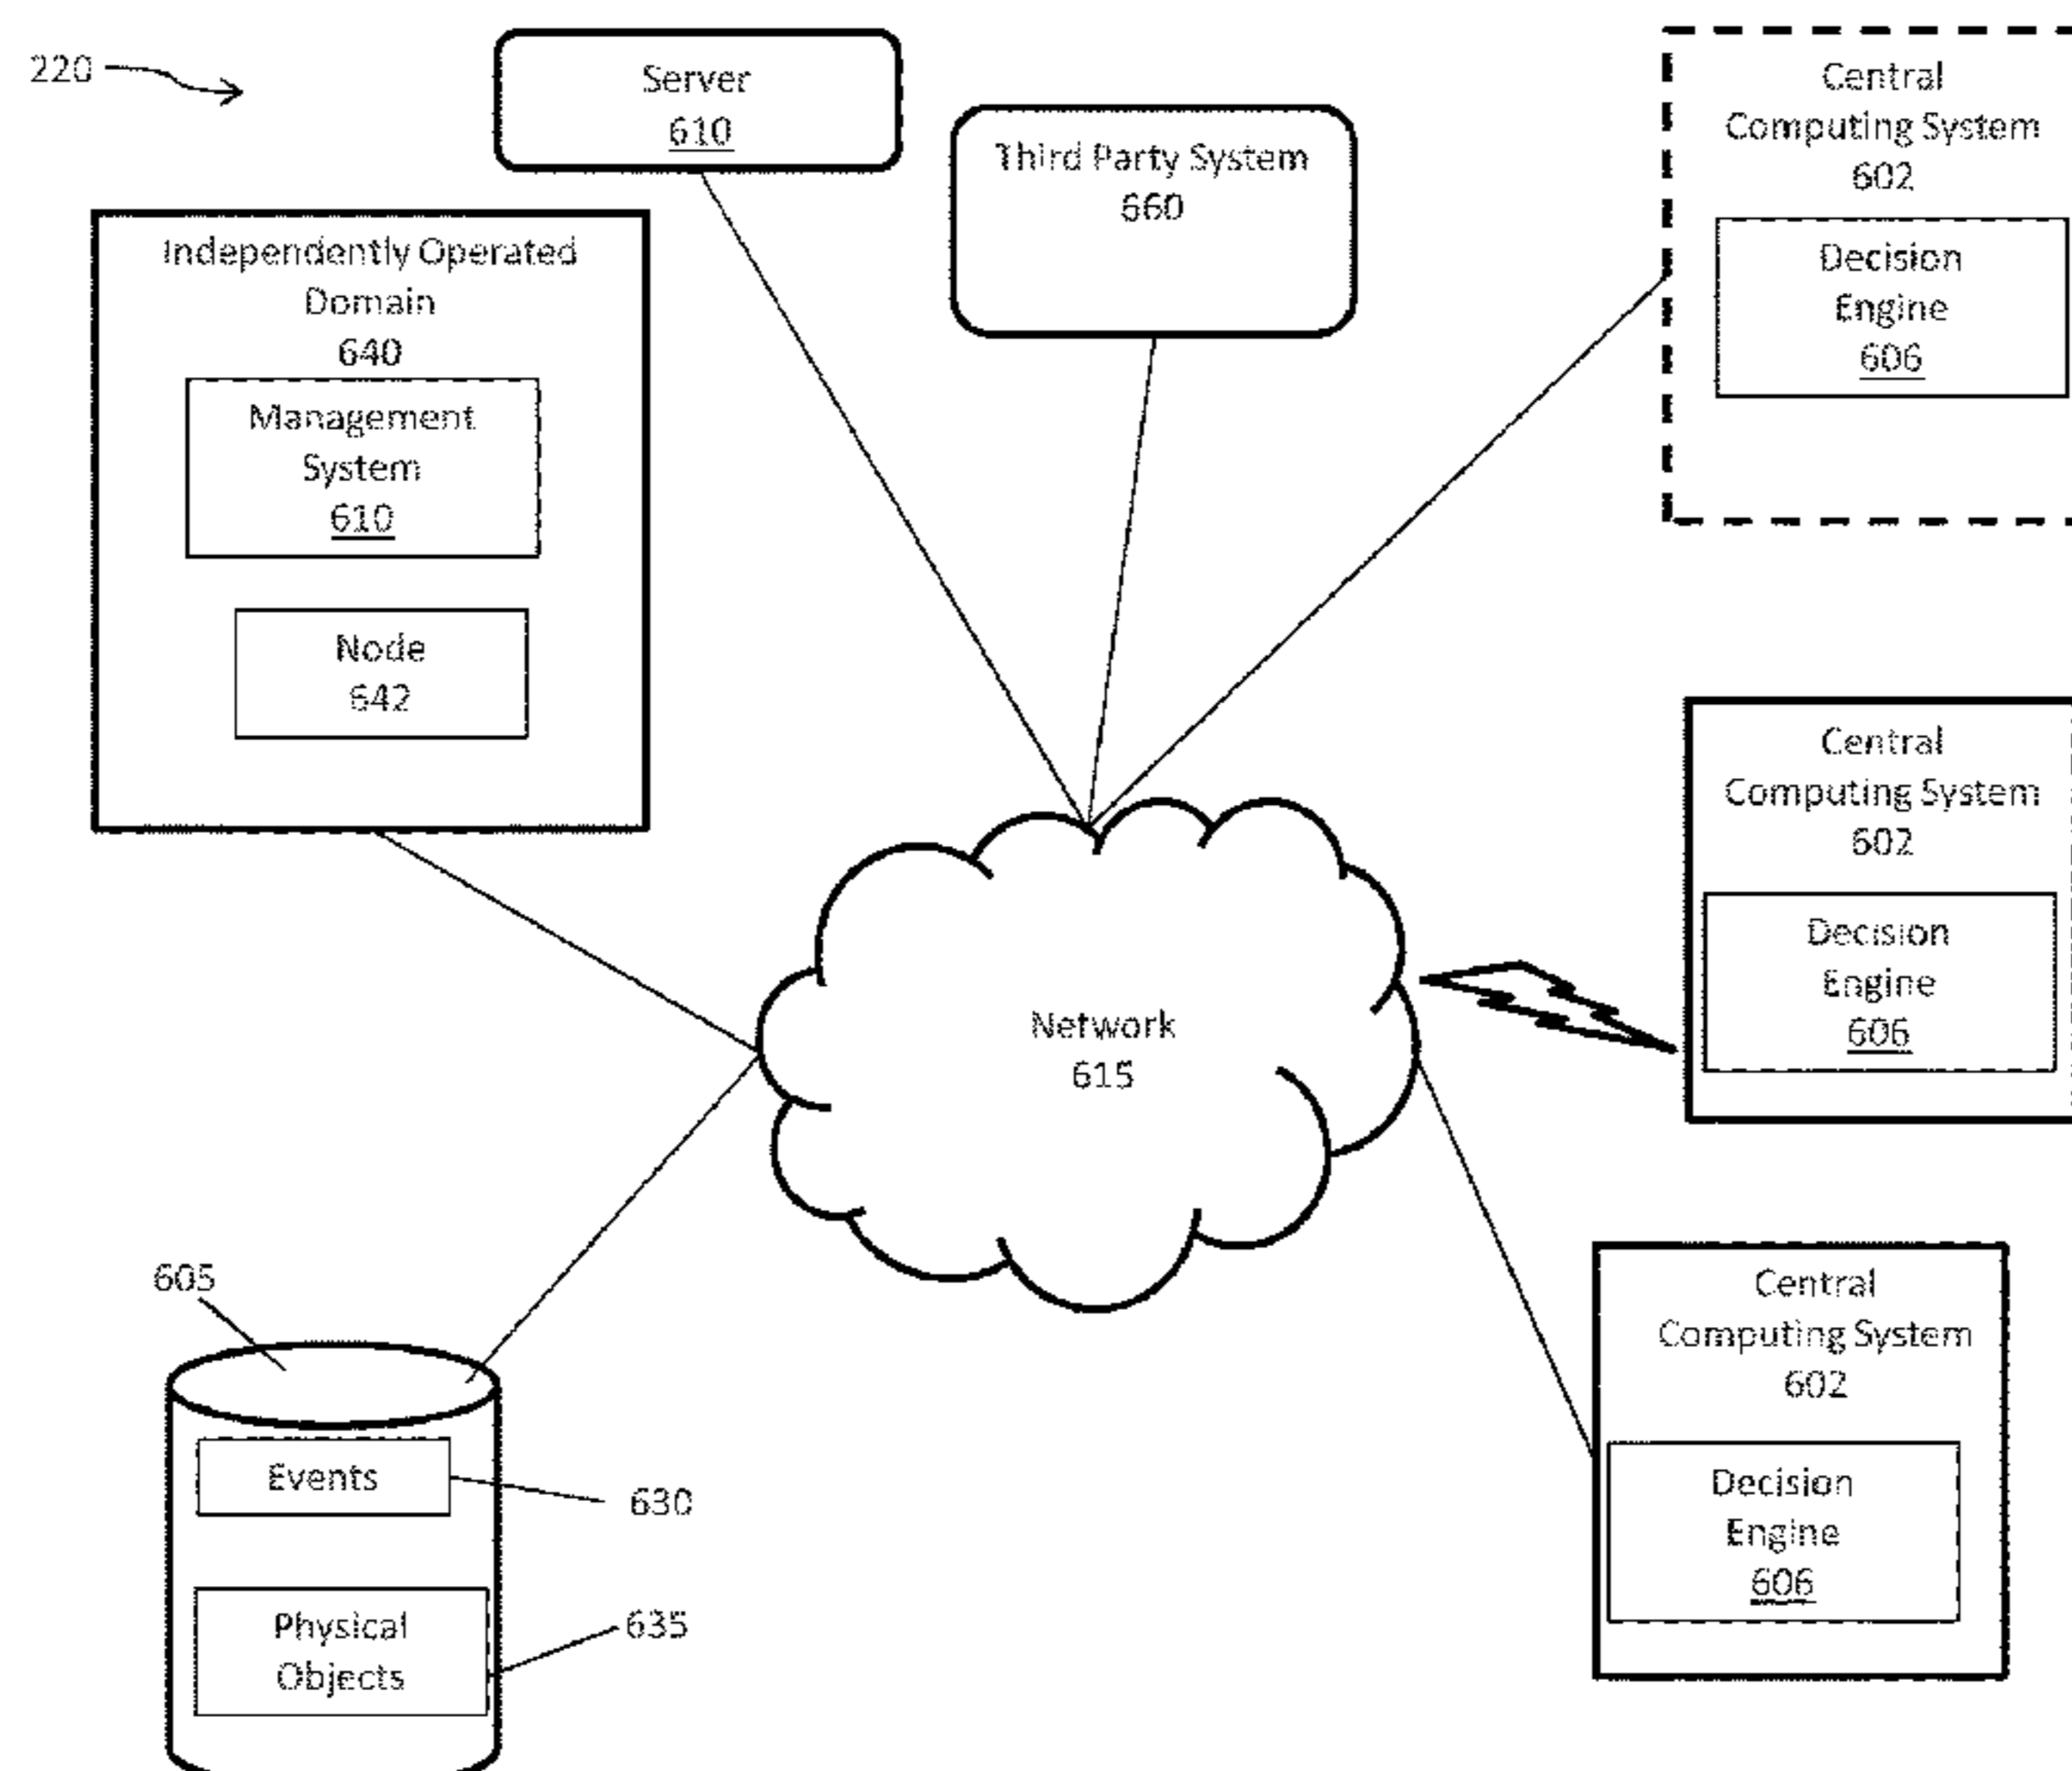 220
Server
610
Third Party System
660
Central
Computing System
602
Decision
Engine
606
Independently Operated
Domain
640
Management
System
610
Node
642
Central
Computing System
602
Decision
Engine
606
Network
615
605
Events
630
Physical
Objects
635
Central
Computing System
602
Decision
Engine
606